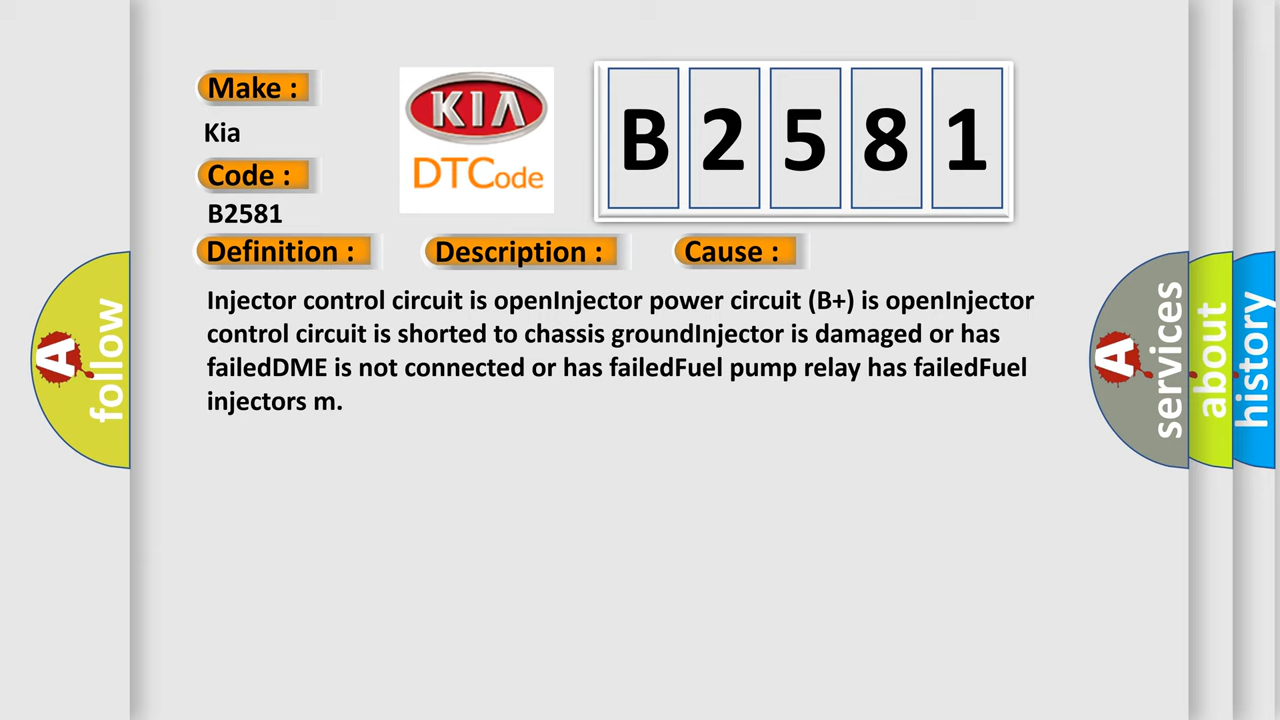 Make :
Kia
Code :
B2581
KIA
DTCode
B 2 5 8 1
Definition :
Description :
Cause :
Injector control circuit is openInjector power circuit (B+) is openInjector
control circuit is shorted to chassis groundInjector is damaged or has
failedDME is not connected or has failedFuel pump relay has failedFuel
injectors m.
A follow
A services
about
history